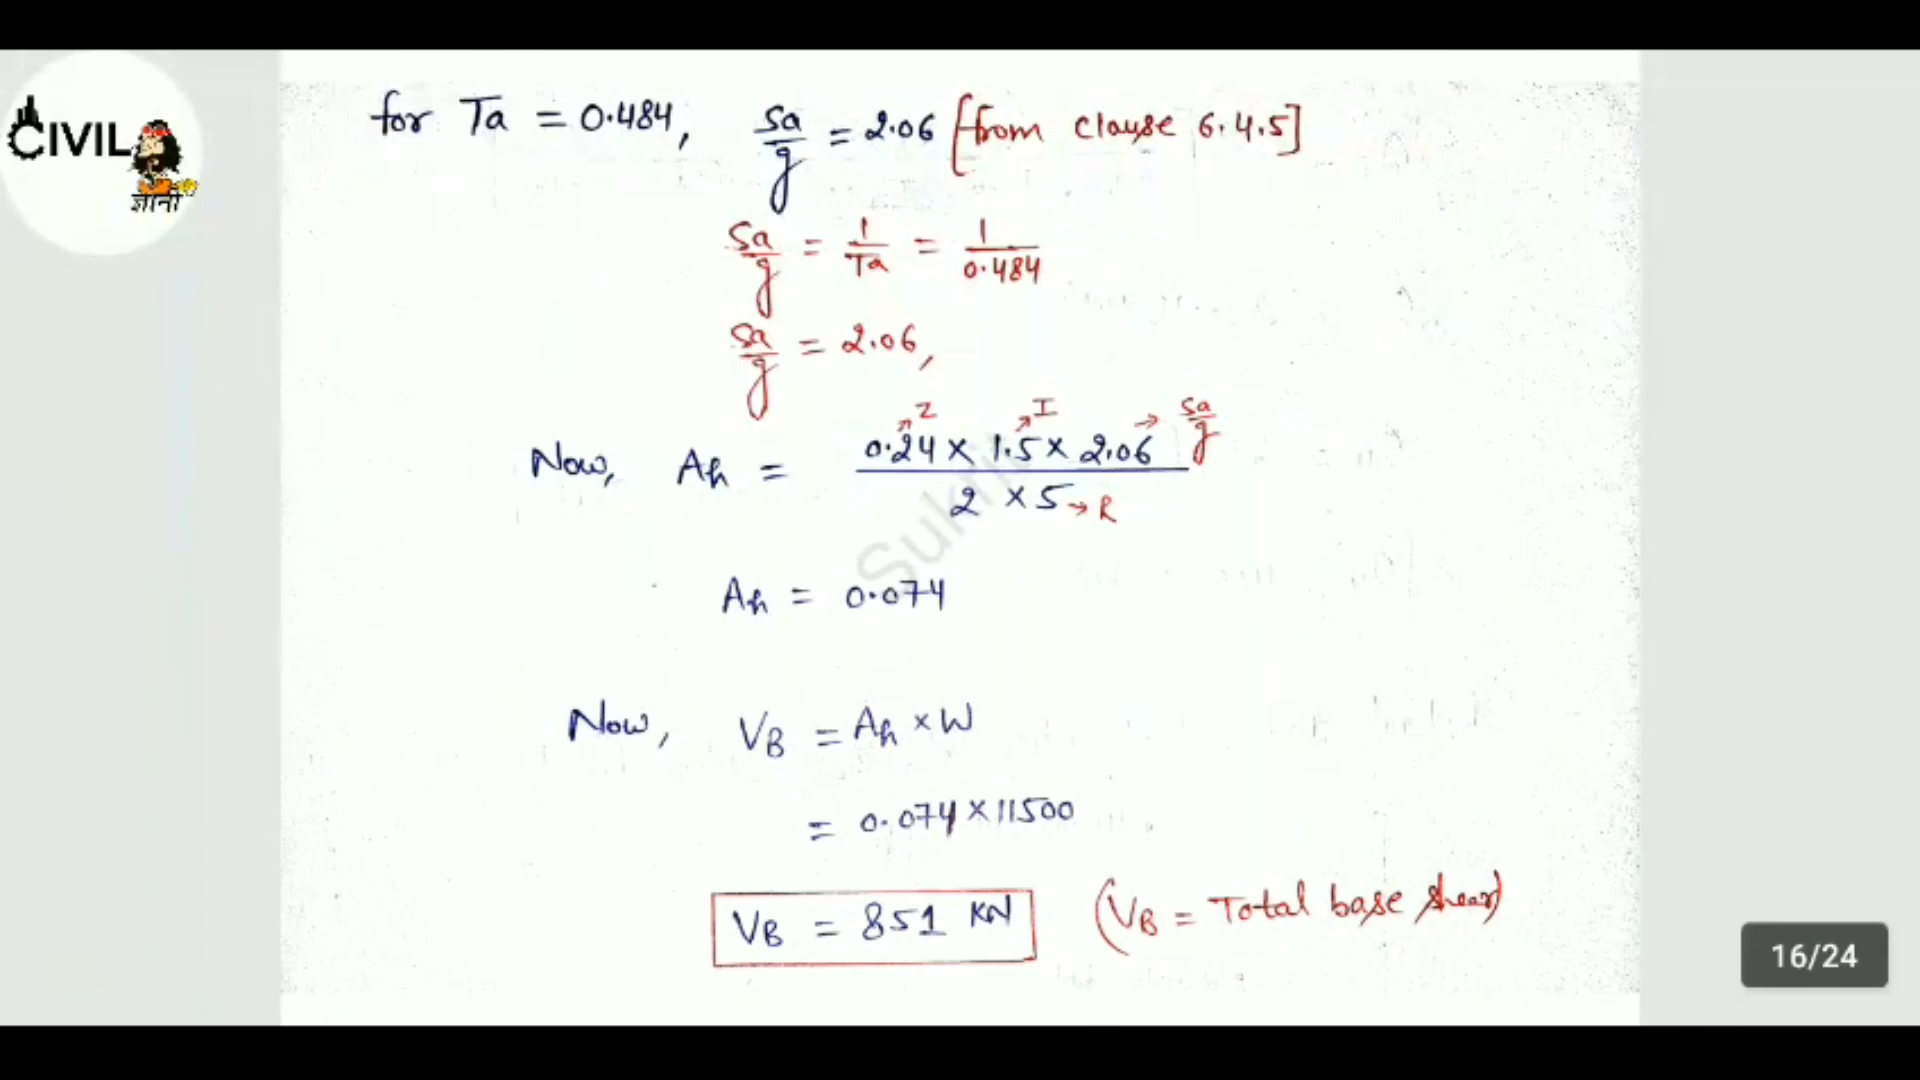 CIVIL
ज्ञानी
for Ta = 0.484, Sa/g = 2.06 [from clause 6.4.5]
Sa/g = 1/Ta = 1/0.484
Sa/g = 2.06,
Now, Ah = 0.24 × 1.5 × 2.06 / 2 × 5 → R
↗ Z ↗ I → Sa/g
Ah = 0.074
Now, VB = Ah × W
= 0.074 × 11500
VB = 851 KN (VB = Total base shear)
16/24